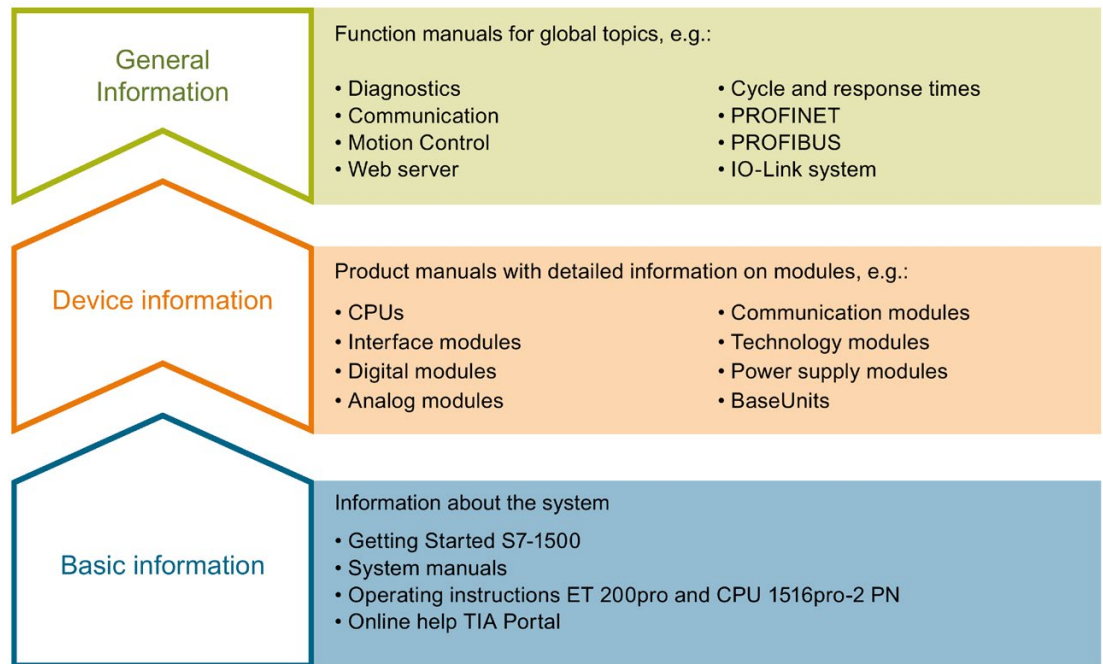 General
Information
Function manuals for global topics, e.g.:
• Diagnostics
• Communication
• Motion Control
• Web server
• Cycle and response times
• PROFINET
• PROFIBUS
• IO-Link system
Device information
Product manuals with detailed information on modules, e.g.:
• CPUs
• Interface modules
• Digital modules
• Analog modules
• Communication modules
• Technology modules
• Power supply modules
• BaseUnits
Basic information
Information about the system
• Getting Started S7-1500
• System manuals
• Operating instructions ET 200pro and CPU 1516pro-2 PN
• Online help TIA Portal